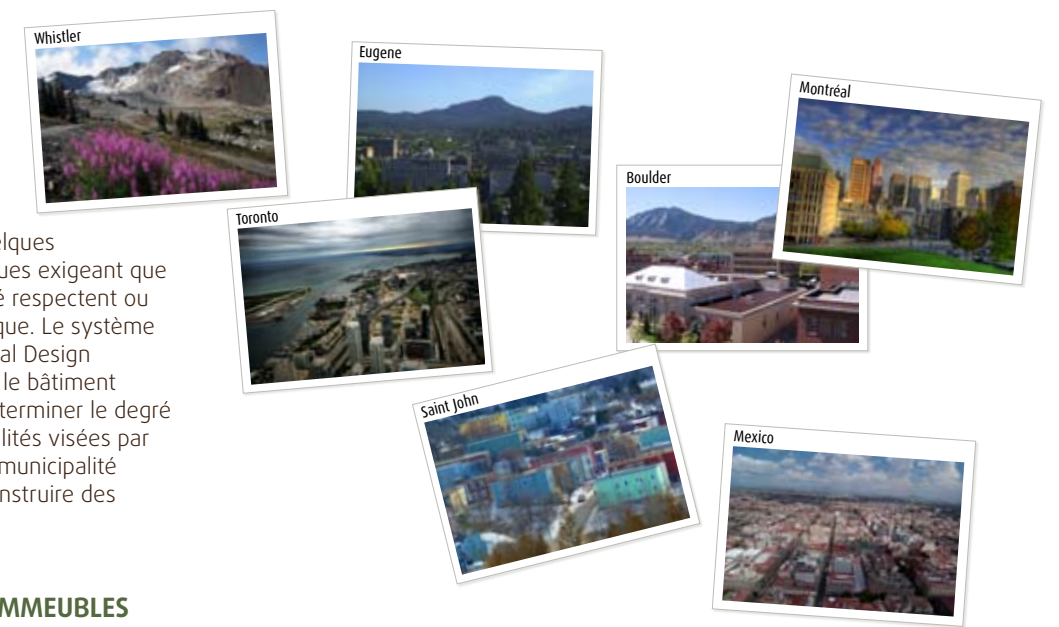 Whistler
Eugene
Montréal
Boulder
Toronto
Saint John
Mexico
elques
ues exigeant que
é respectent ou
que. Le système
al Design
le bâtiment
terminer le degré
lités visées par
municipalité
nstruire des
MMEUBLES